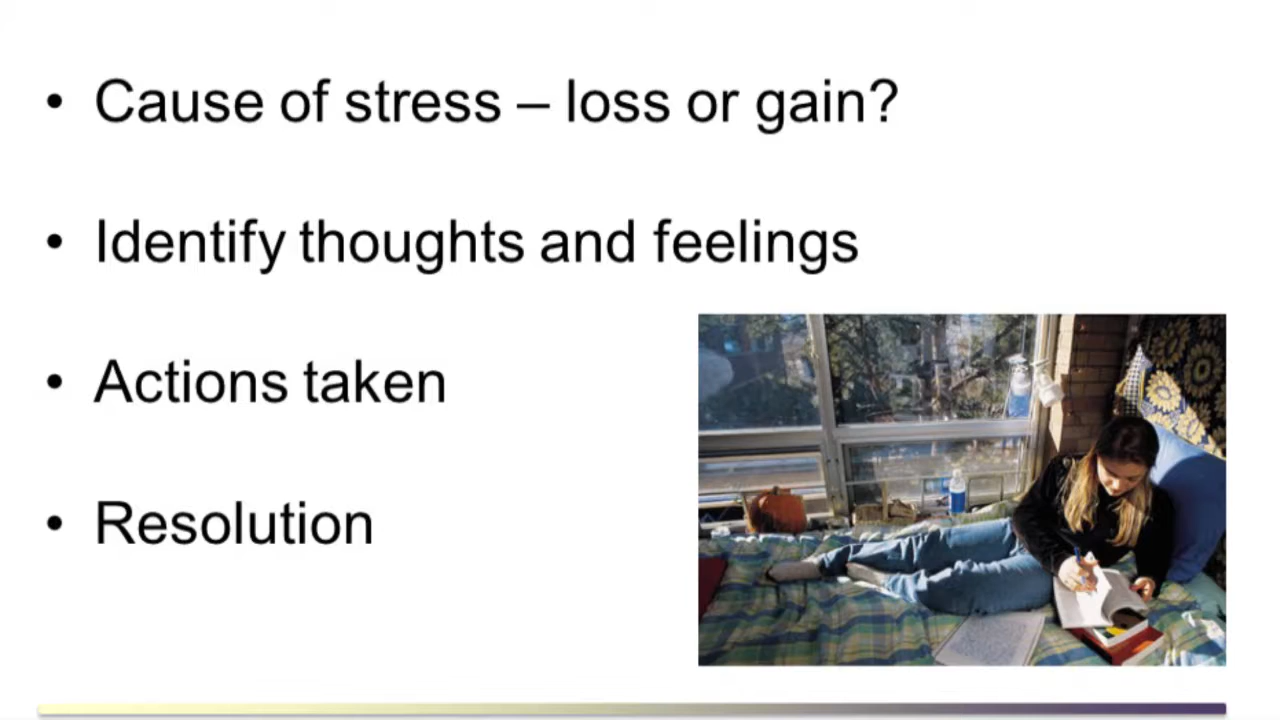 • Cause of stress – loss or gain?
• Identify thoughts and feelings
• Actions taken
• Resolution